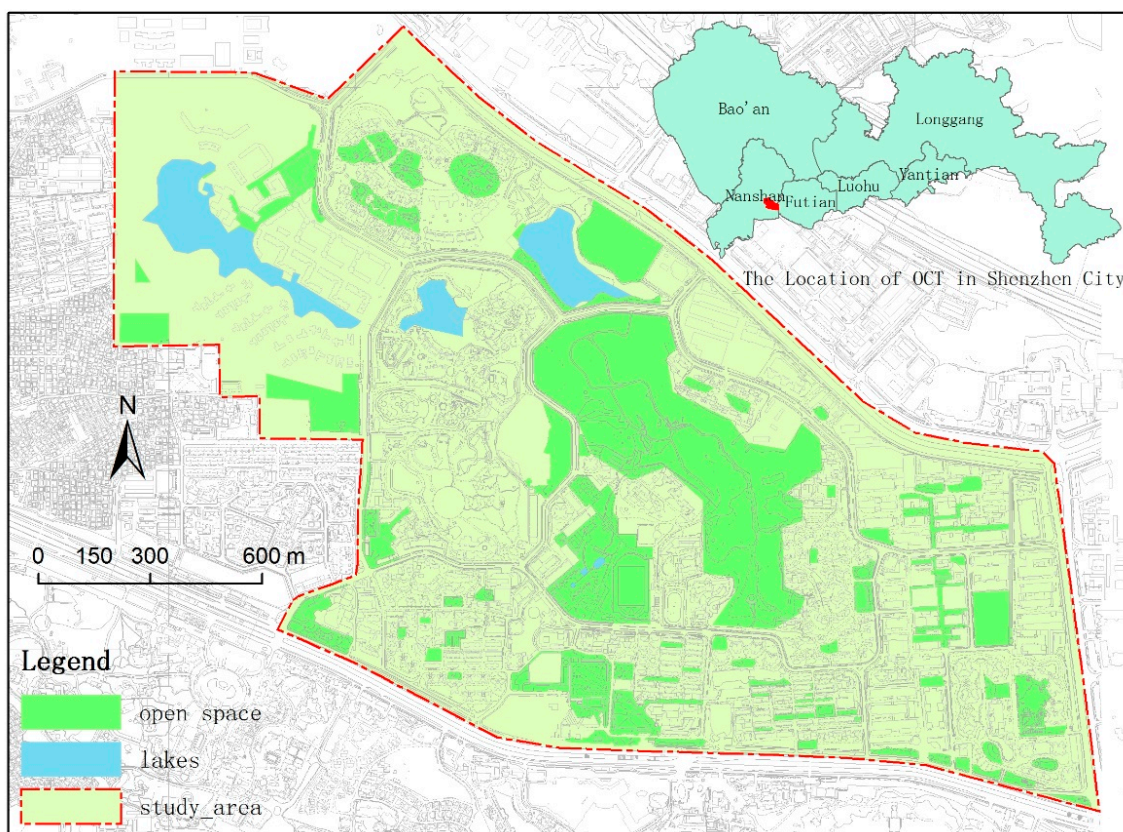 Bao'an
Longgang
Yantian
Luohu
Nanshan
Futian
The Location of OCT in Shenzhen City
N
0 150 300 600 m
Legend
open space
lakes
study_area